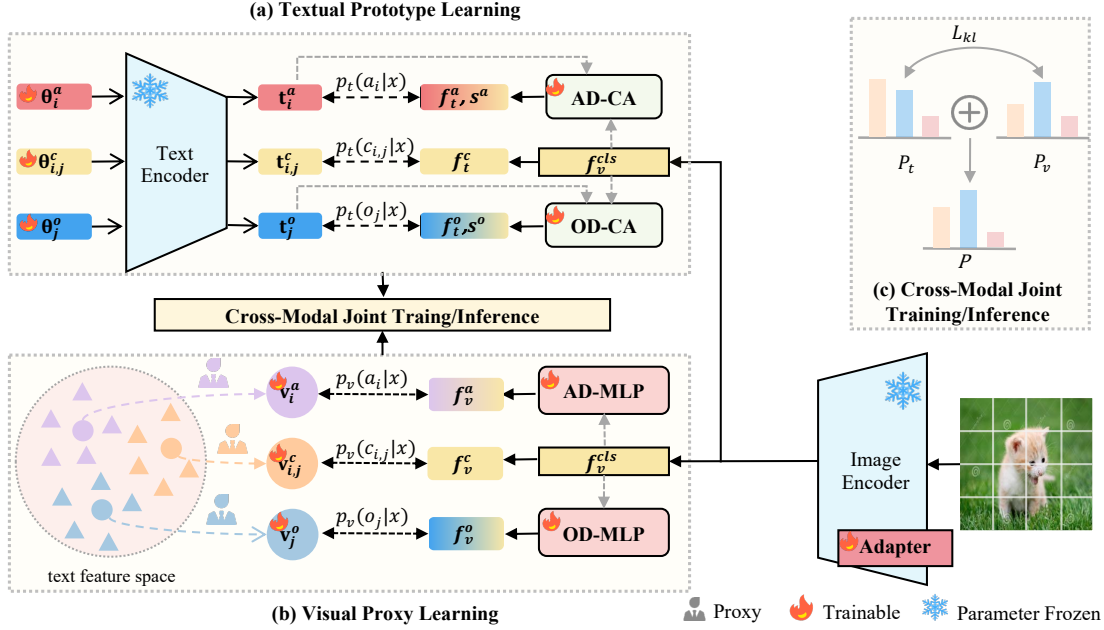 (a) Textual Prototype Learning
θ_i^a
t_i^a
p_t(a_i|x)
f_t^a, s^a
AD-CA
θ_{i,j}^c
Text
Encoder
t_{i,j}^c
p_t(c_{i,j}|x)
f_t^c
f_v^{cls}
θ_j^o
t_j^o
p_t(o_j|x)
f_t^o,s^o
OD-CA
L_{kl}
P_t
P_v
P
(c) Cross-Modal Joint
Training/Inference
Cross-Modal Joint Traing/Inference
v_i^a
p_v(a_i|x)
f_v^a
AD-MLP
v_{i,j}^c
p_v(c_{i,j}|x)
f_v^c
f_v^{cls}
v_j^o
p_v(o_j|x)
f_v^o
OD-MLP
text feature space
(b) Visual Proxy Learning
Image
Encoder
Adapter
Proxy
Trainable
Parameter Frozen